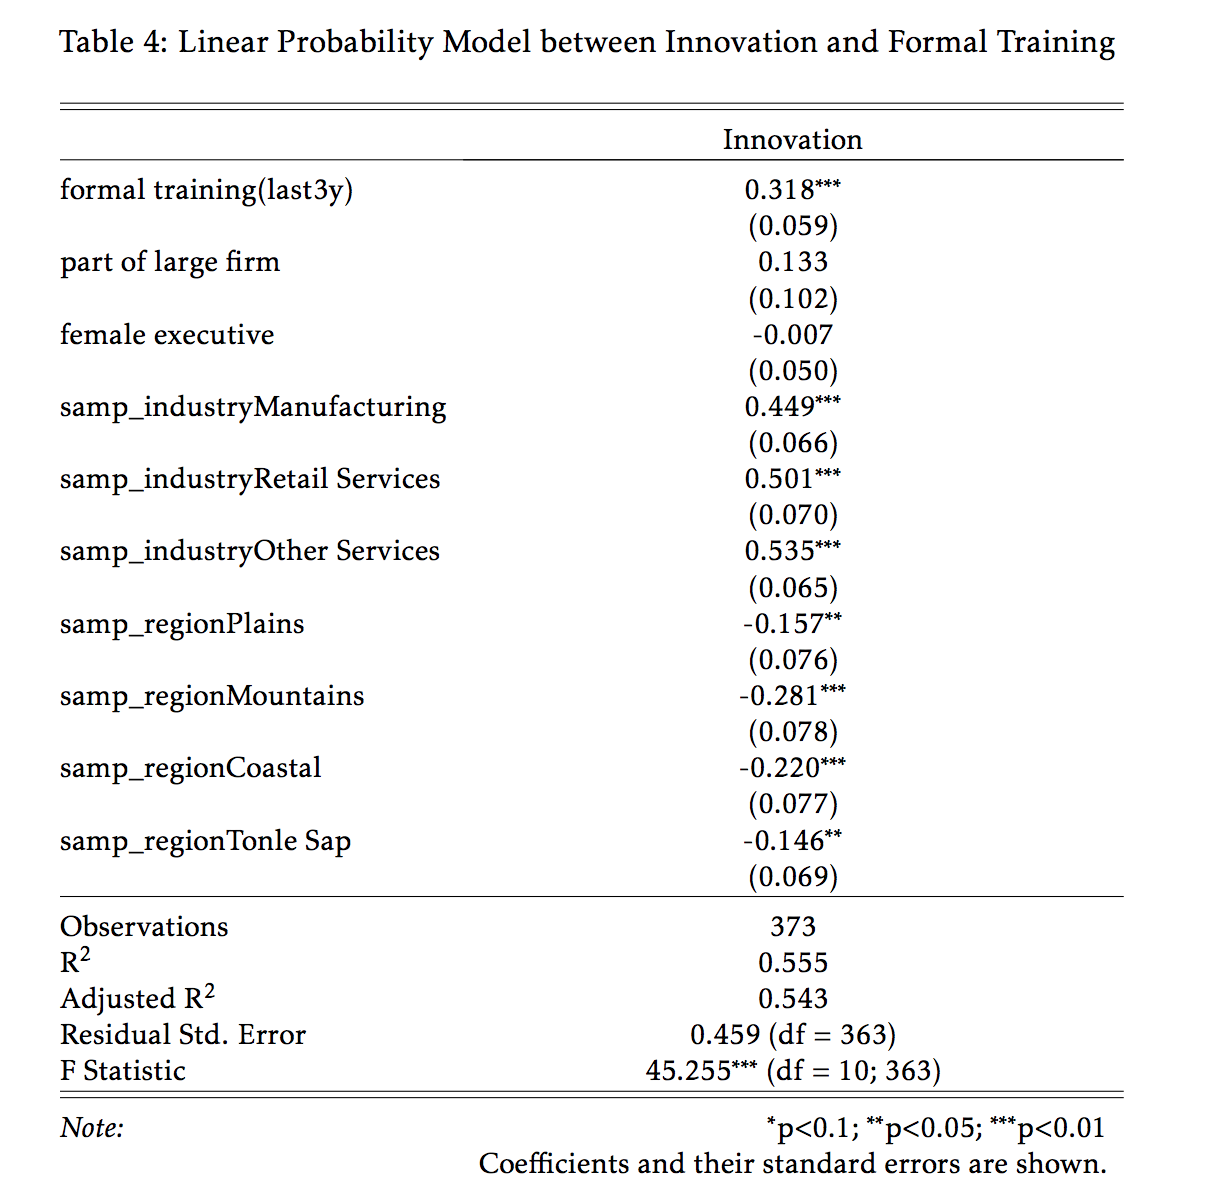 Table 4: Linear Probability Model between Innovation and Formal Training
Innovation
formal training(last3y) 0.318***
(0.059)
part of large firm 0.133
(0.102)
female executive -0.007
(0.050)
samp_industryManufacturing 0.449***
(0.066)
samp_industryRetail Services 0.501***
(0.070)
samp_industryOther Services 0.535***
(0.065)
samp_regionPlains -0.157**
(0.076)
samp_regionMountains -0.281***
(0.078)
samp_regionCoastal -0.220***
(0.077)
samp_regionTonle Sap -0.146**
(0.069)
Observations 373
R2 0.555
Adjusted R2 0.543
Residual Std. Error 0.459 (df = 363)
F Statistic 45.255*** (df = 10; 363)
Note: *p<0.1; **p<0.05; ***p<0.01
Coefficients and their standard errors are shown.